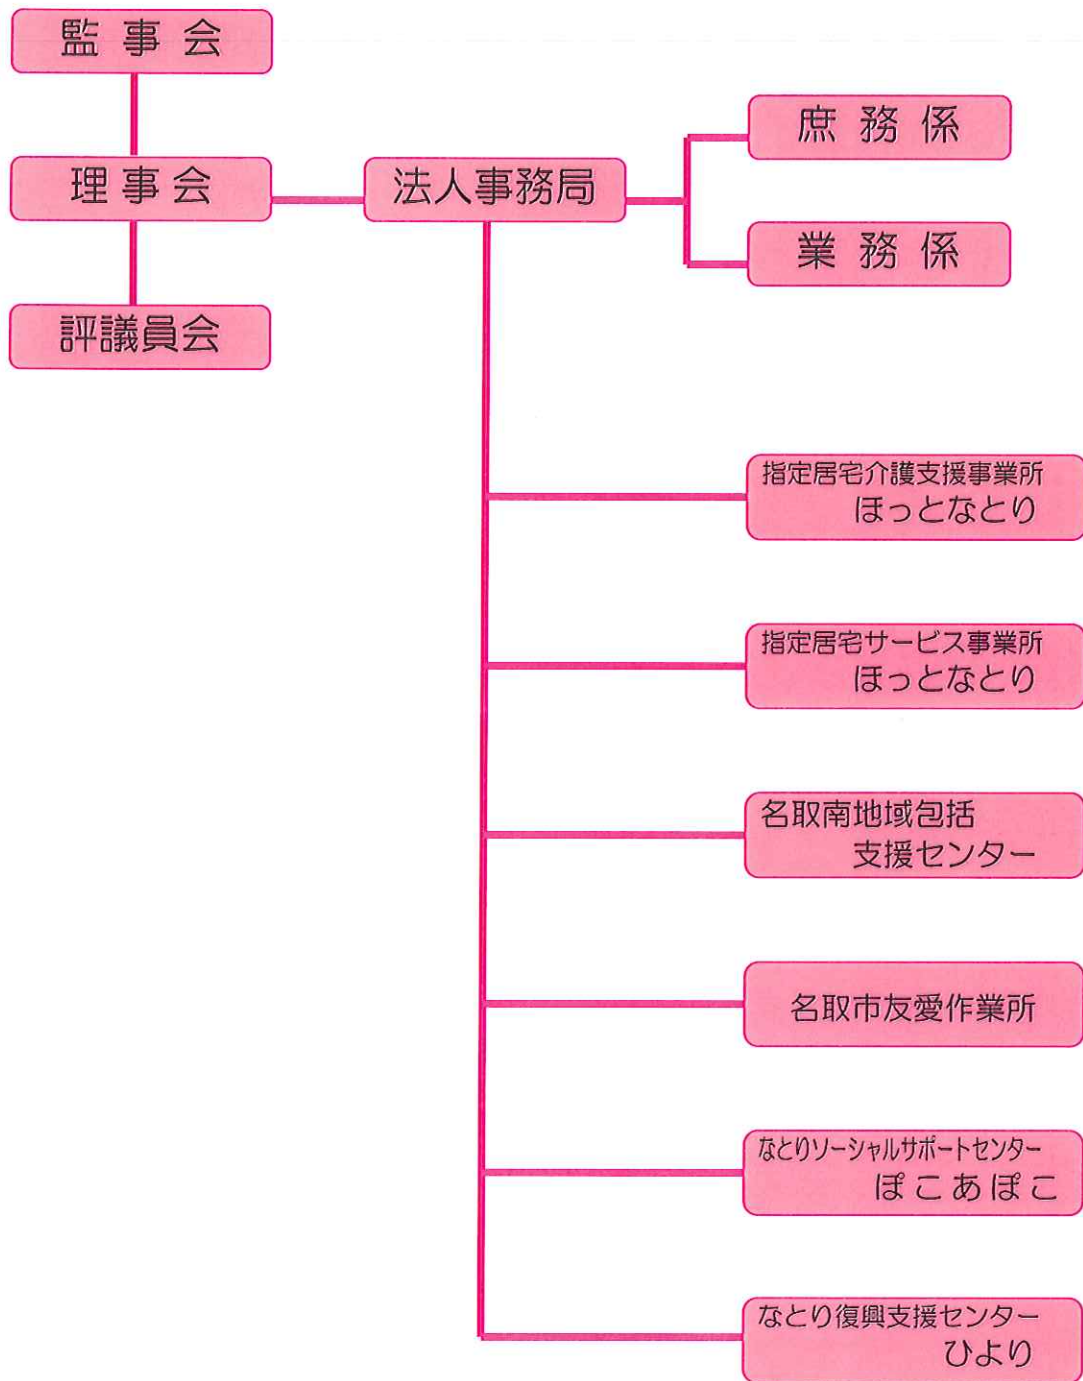 監事会
理事会
評議員会
法人事務局
庶務係
業務係
指定居宅介護支援事業所
ほっとなとり
指定居宅サービス事業所
ほっとなとり
名取南地域包括
支援センター
名取市友愛作業所
なとりソーシャルサポートセンター
ぽこあぽこ
なとり復興支援センター
ひより